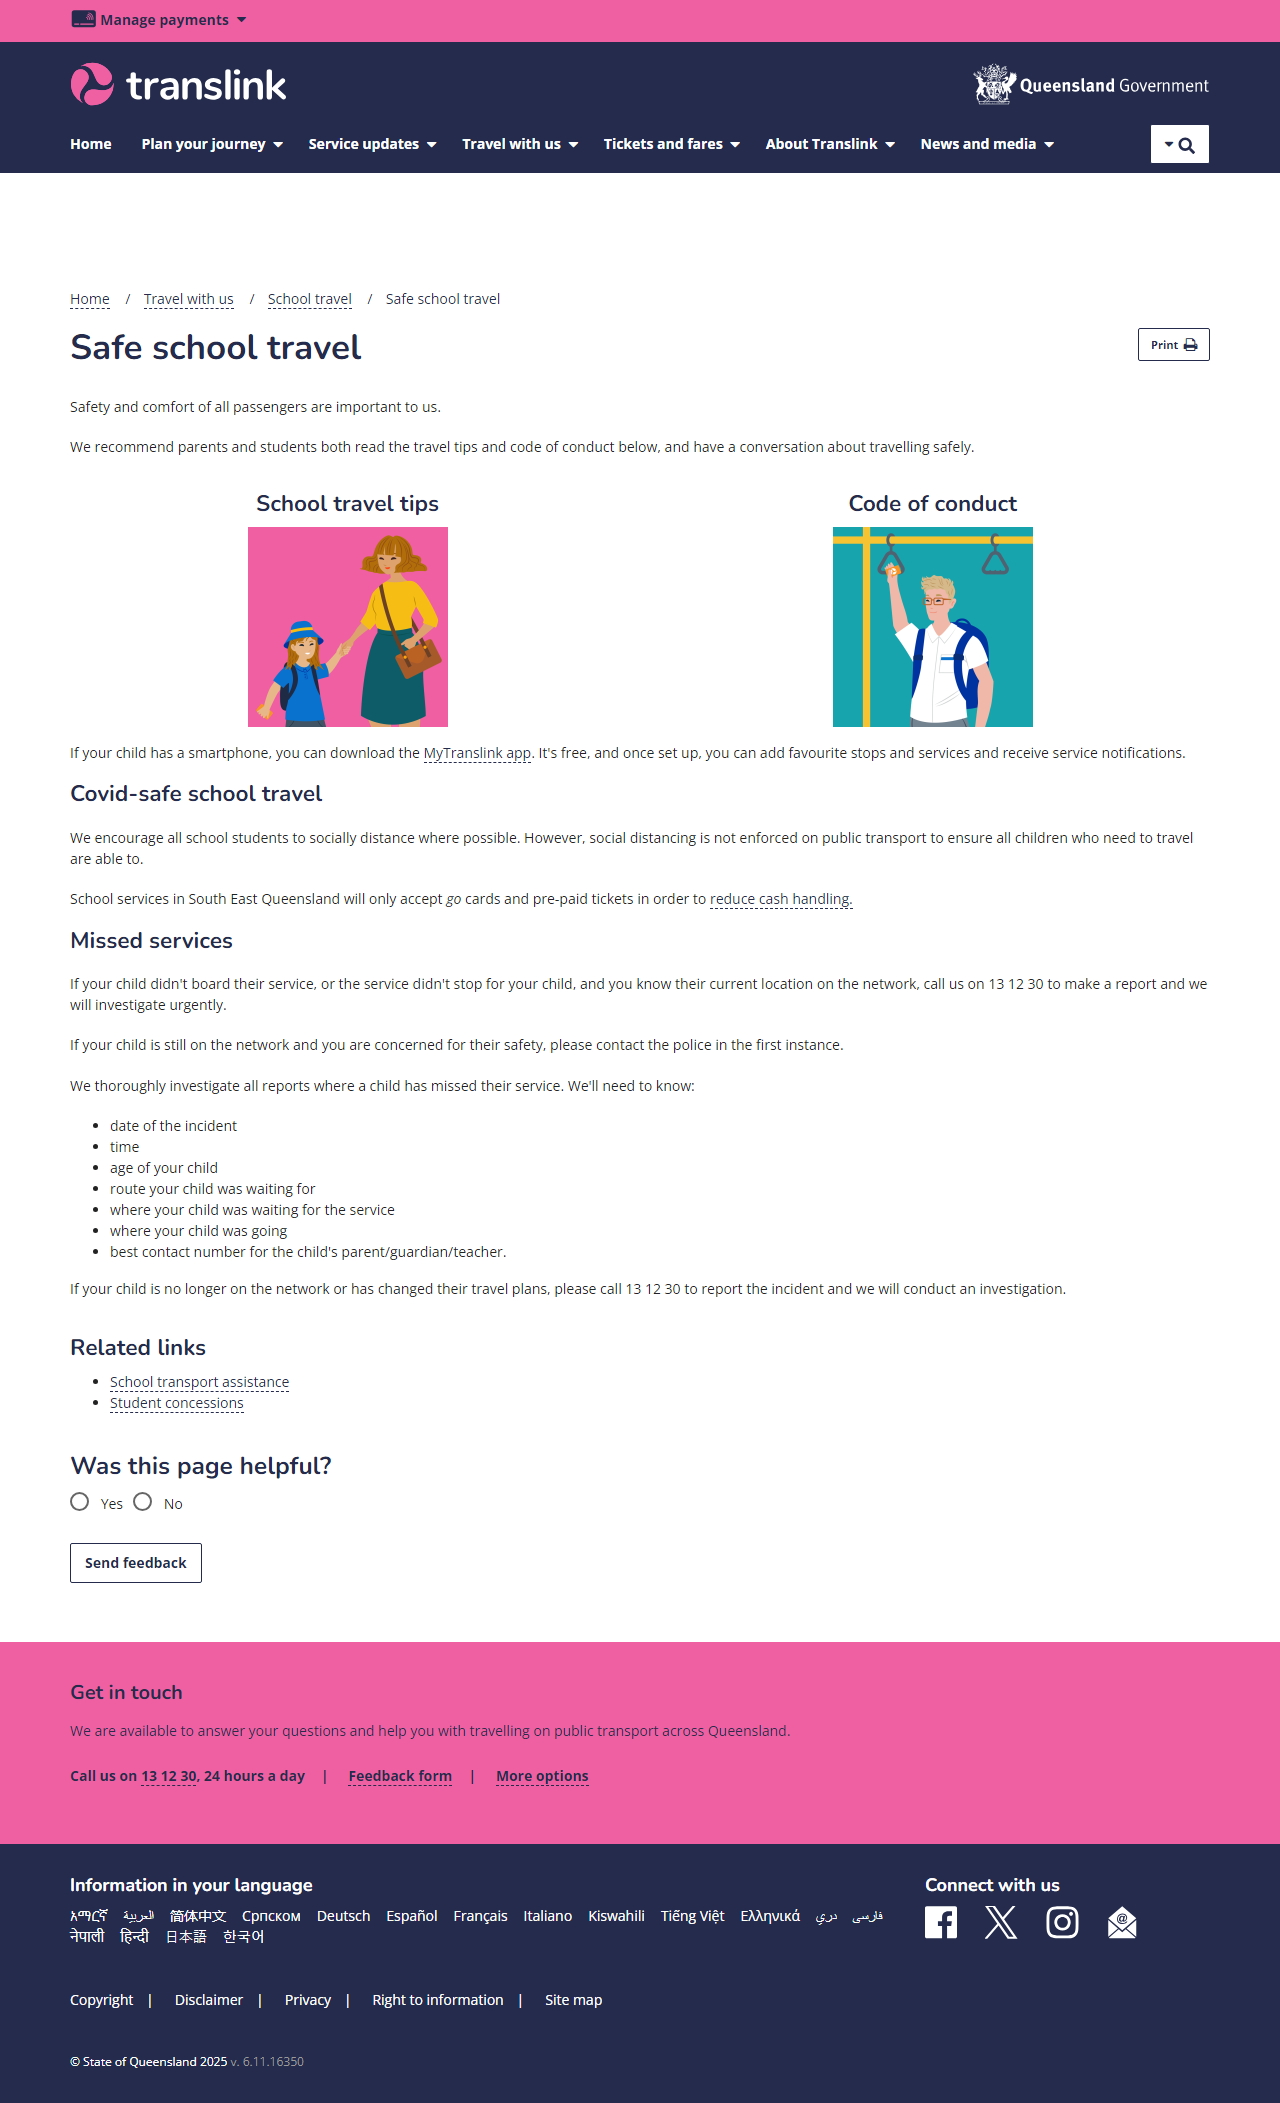 Manage payments
translink
Queensland Government
Home Plan your journey Service updates Travel with us Tickets and fares About Translink News and media
Home / Travel with us / School travel / Safe school travel
Safe school travel
Print
Safety and comfort of all passengers are important to us.
We recommend parents and students both read the travel tips and code of conduct below, and have a conversation about travelling safely.
School travel tips
Code of conduct
If your child has a smartphone, you can download the MyTranslink app. It's free, and once set up, you can add favourite stops and services and receive service notifications.
Covid-safe school travel
We encourage all school students to socially distance where possible. However, social distancing is not enforced on public transport to ensure all children who need to travel
are able to.
School services in South East Queensland will only accept go cards and pre-paid tickets in order to reduce cash handling.
Missed services
If your child didn't board their service, or the service didn't stop for your child, and you know their current location on the network, call us on 13 12 30 to make a report and we
will investigate urgently.
If your child is still on the network and you are concerned for their safety, please contact the police in the first instance.
We thoroughly investigate all reports where a child has missed their service. We'll need to know:
• date of the incident
• time
• age of your child
• route your child was waiting for
• where your child was waiting for the service
• where your child was going
• best contact number for the child's parent/guardian/teacher.
If your child is no longer on the network or has changed their travel plans, please call 13 12 30 to report the incident and we will conduct an investigation.
Related links
• School transport assistance
• Student concessions
Was this page helpful?
Yes No
Send feedback
Get in touch
We are available to answer your questions and help you with travelling on public transport across Queensland.
Call us on 13 12 30, 24 hours a day | Feedback form | More options
Information in your language
አማርኛ العربية 简体中文 Српском Deutsch Español Français Italiano Kiswahili Tiếng Việt Ελληνικά دري فارسی
नेपाली हिन्दी 日本語 한국어
Connect with us
Copyright | Disclaimer | Privacy | Right to information | Site map
© State of Queensland 2025 v. 6.11.16350